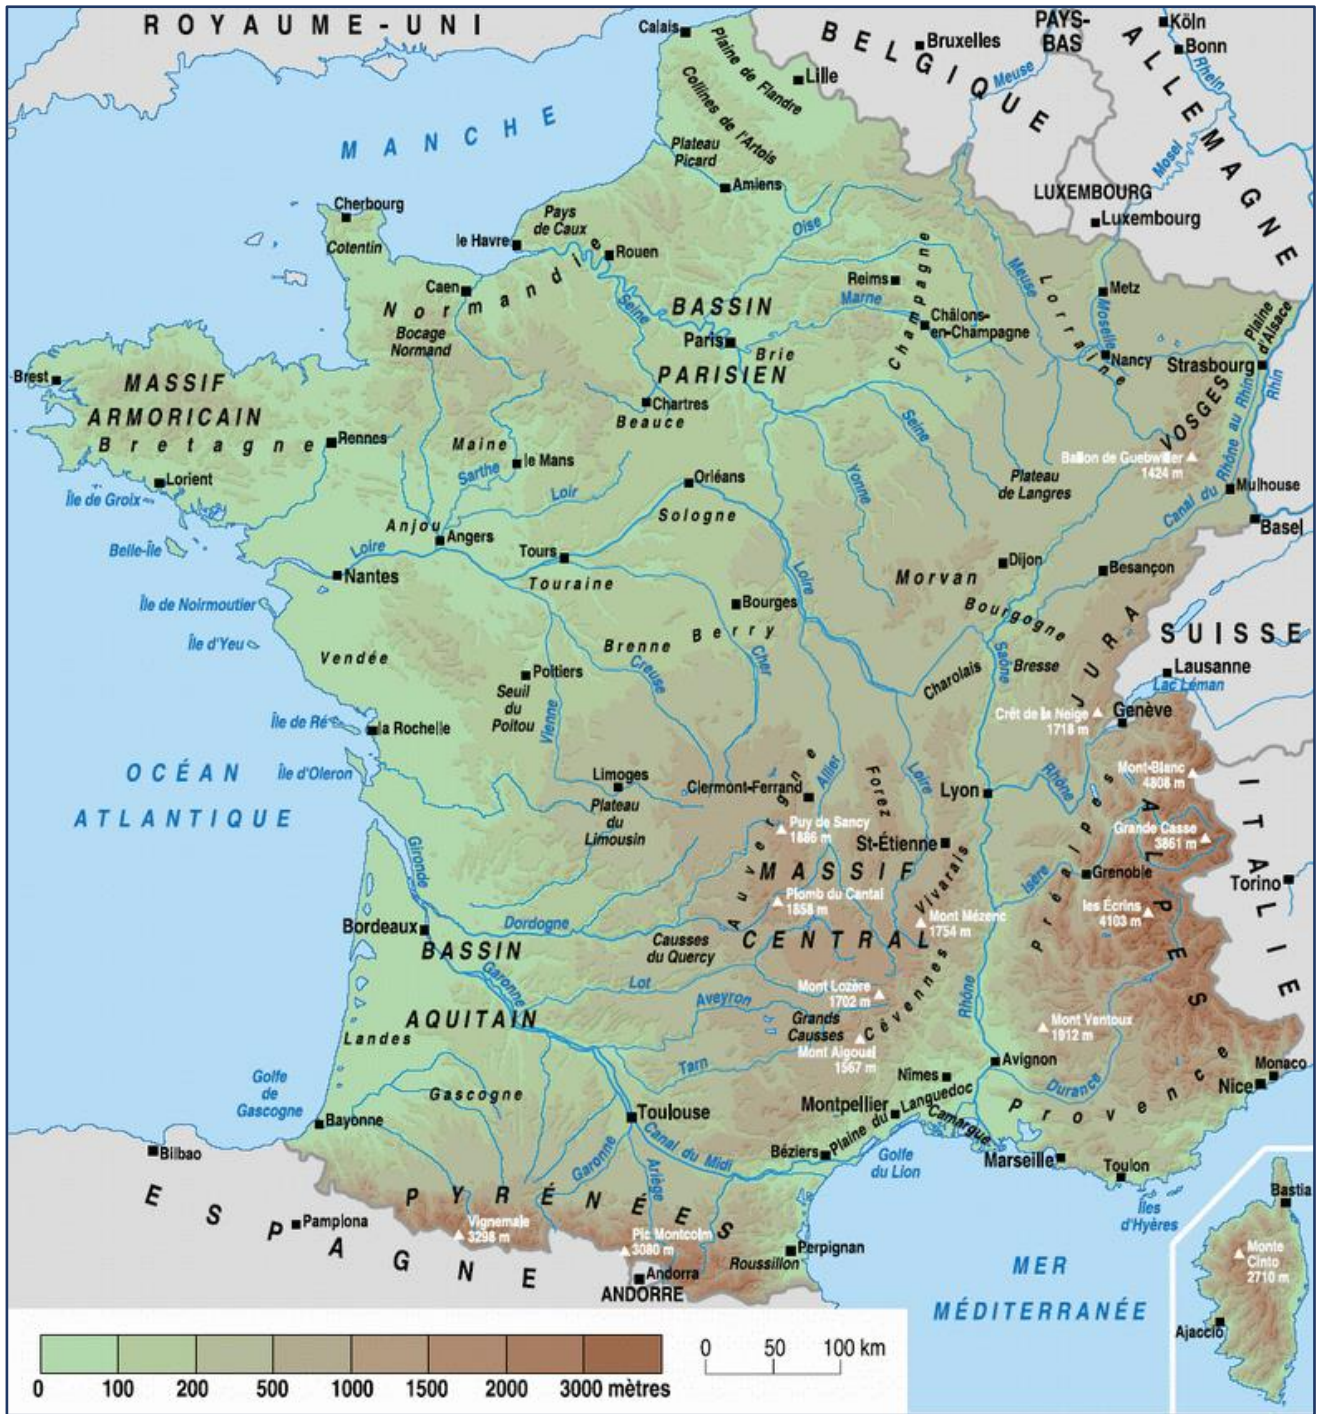 ROYAUME-UNI
Calais
Plaine de Flandre
Lille
Collines de l'Artois
BELGIQUE
Bruxelles
PAYS-
BAS
Köln
Bonn
Rhein
ALLEMAGNE
Meuse
MANCHE
Plateau
Picard
Amiens
Mosel
LUXEMBOURG
Luxembourg
Cherbourg
Cotentin
Pays
de Caux
le Havre
Rouen
Oise
Caen
Normandie
Bocage
Normand
Seine
BASSIN
PARISIEN
Paris
Brie
Reims
Marne
Champagne
Châlons-
en-Champagne
Meuse
Lorraine
Metz
Moselle
Nancy
Plaine
d'Alsace
Strasbourg
Rhin
Brest
MASSIF
ARMORICAIN
Bretagne
Rennes
Maine
le Mans
Sarthe
Chartres
Beauce
Seine
VOSGES
Ballon de Guebwiller
1424 m
Canal du Rhône au Rhin
Mulhouse
Basel
Lorient
Île de Groix
Belle-Île
Loir
Orléans
Sologne
Yonne
Plateau
de Langres
Anjou
Angers
Loire
Nantes
Tours
Touraine
Loire
Morvan
Dijon
Besançon
Île de Noirmoutier
Île d'Yeu
Bourges
Berry
Brenne
Bourgogne
JURA
SUISSE
Lausanne
Lac Léman
Vendée
Poitiers
Seuil
du
Poitou
Creuse
Cher
Charolais
Saône
Bresse
Île de Ré
la Rochelle
Vienne
Crêt de la Neige
1718 m
Genève
OCÉAN
ATLANTIQUE
Île d'Oleron
Limoges
Plateau
du
Limousin
Clermont-Ferrand
Auvergne
Allier
Forez
Loire
Lyon
Rhône
Préalpes
ALPES
Mont-Blanc
4808 m
ITALIE
Puy de Sancy
1886 m
St-Étienne
Grande Casse
3861 m
Gironde
MASSIF
CENTRAL
Vivarais
Isère
Grenoble
Torino
Plomb du Cantal
1858 m
Mont Mézenc
1754 m
les Écrins
4103 m
Bordeaux
Dordogne
BASSIN
AQUITAIN
Causses
du Quercy
Garonne
Lot
Aveyron
Mont Lozère
1702 m
Cévennes
Rhône
Landes
Grands
Causses
Mont Aigoual
1567 m
Mont Ventoux
1912 m
Tarn
Avignon
Durance
Provence
Monaco
Nice
Golfe
de
Gascogne
Gascogne
Nîmes
Montpellier
Plaine du Languedoc
Camargue
Bayonne
Toulouse
Canal du Midi
Béziers
Golfe
du Lion
Marseille
Toulon
Îles
d'Hyères
Bilbao
Garonne
Ariège
ESPAGNE
Pamplona
PYRÉNÉES
Vignemale
3298 m
Pic Montcolm
3080 m
Andorra
ANDORRE
Roussillon
Perpignan
MER
MÉDITERRANÉE
Bastia
Monte
Cinto
2710 m
Ajaccio
0 50 100 km
0 100 200 500 1000 1500 2000 3000 mètres